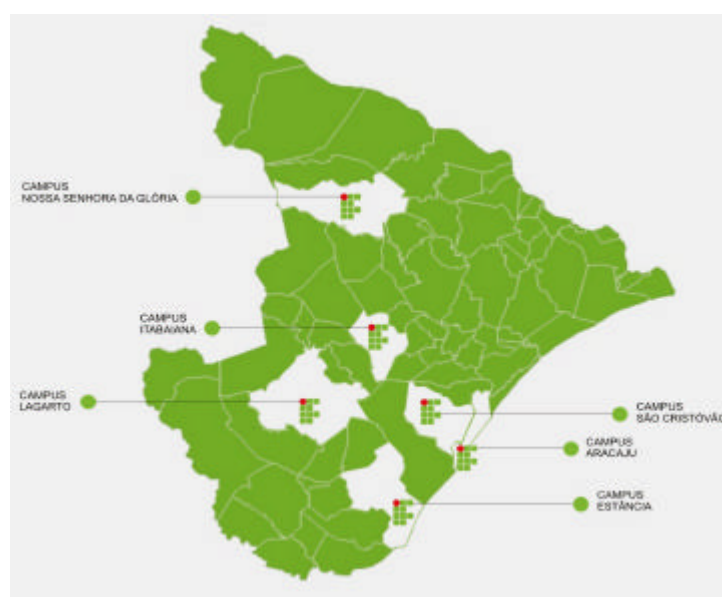 CAMPUS
NOSSA SENHORA DA GLÓRIA
CAMPUS
ITABAIANA
CAMPUS
LAGARTO
CAMPUS
SÃO CRISTÓVÃO
CAMPUS
ARACAJU
CAMPUS
ESTÂNCIA